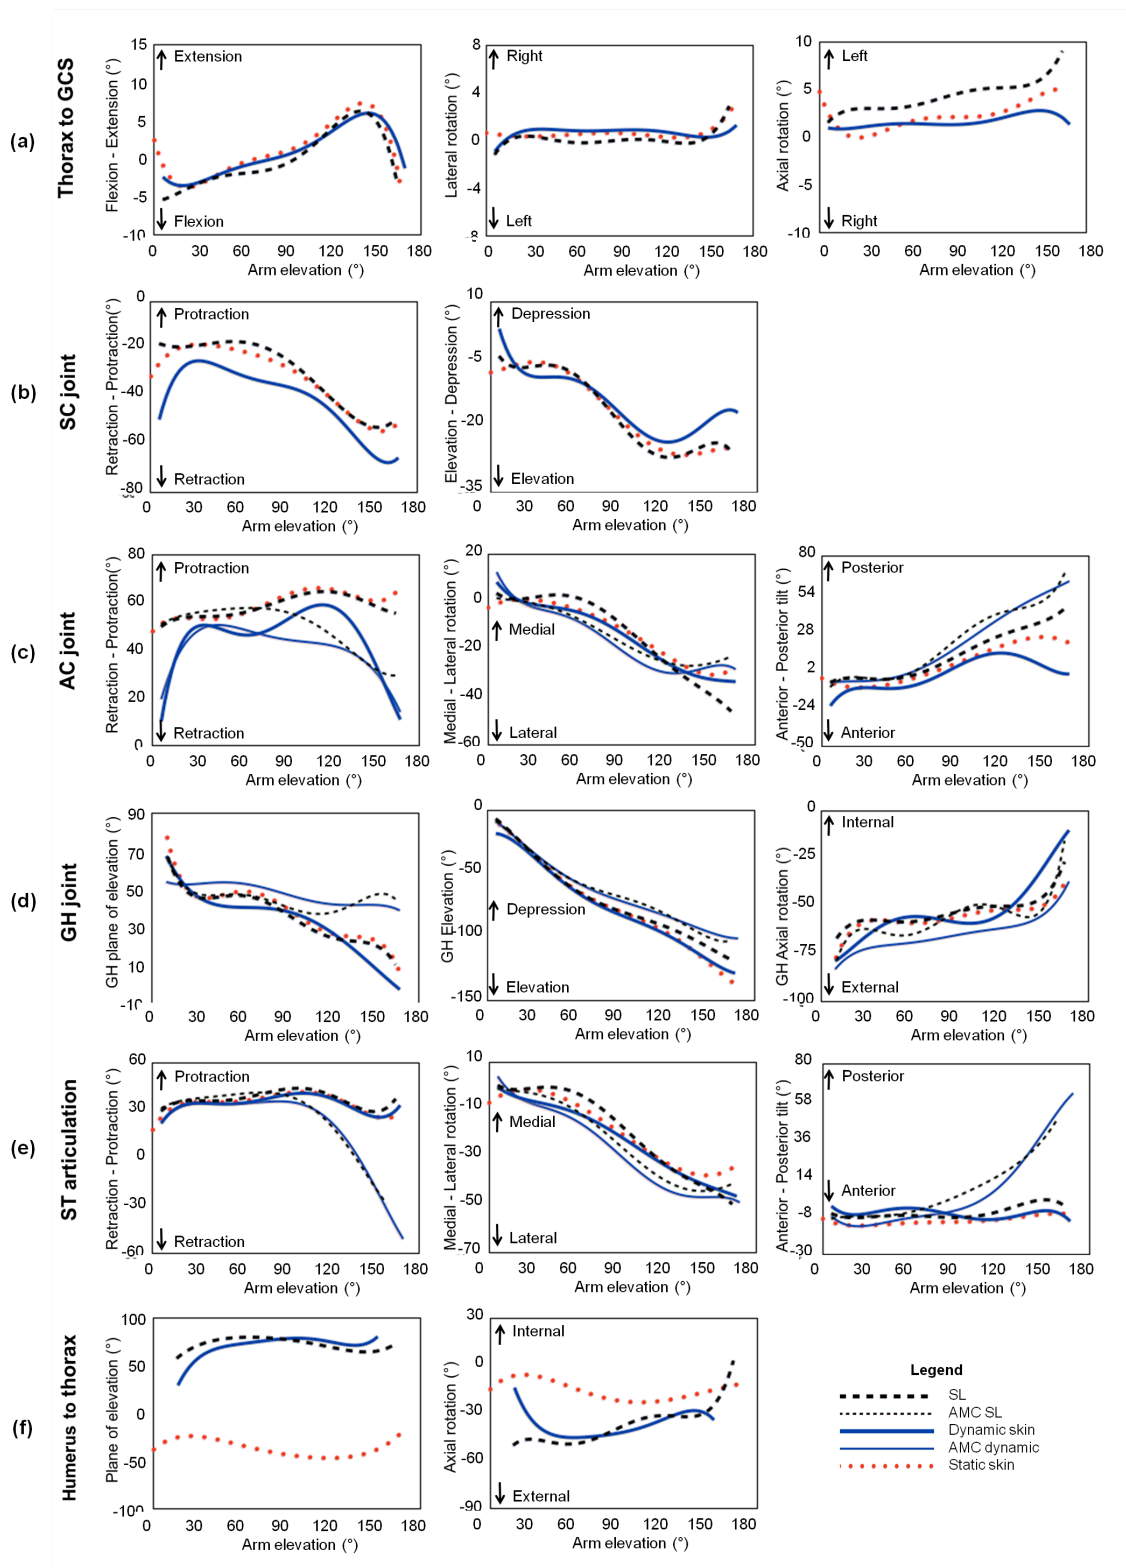 (a)
Thorax to GCS
Flexion - Extension (°)
15
10
5
0
-5
-10
Extension
Flexion
0 30 60 90 120 150 180
Arm elevation (°)
Lateral rotation (°)
8
4
0
-4
-8
Right
Left
0 30 60 90 120 150 180
Arm elevation (°)
Axial rotation (°)
10
5
0
-5
-10
Left
Right
0 30 60 90 120 150 180
Arm elevation (°)
(b)
SC joint
Retraction - Protraction(°)
0
-20
-40
-60
-80
Protraction
Retraction
0 30 60 90 120 150 180
Arm elevation (°)
Elevation - Depression (°)
10
-5
-20
-35
Depression
Elevation
0 30 60 90 120 150 180
Arm elevation (°)
(c)
AC joint
Retraction - Protraction(°)
80
60
40
20
0
Protraction
Retraction
0 30 60 90 120 150 180
Arm elevation (°)
Medial - Lateral rotation (°)
20
0
-20
-40
-60
Medial
Lateral
0 30 60 90 120 150 180
Arm elevation (°)
Anterior - Posterior tilt (°)
80
54
28
2
-24
-50
Posterior
Anterior
0 30 60 90 120 150 180
Arm elevation (°)
(d)
GH joint
GH plane of elevation (°)
90
70
50
30
10
-10
0 30 60 90 120 150 180
Arm elevation (°)
GH Elevation (°)
0
-50
-100
-150
Depression
Elevation
0 30 60 90 120 150 180
Arm elevation (°)
GH Axial rotation (°)
0
-25
-50
-75
-100
Internal
External
0 30 60 90 120 150 180
Arm elevation (°)
(e)
ST articulation
Retraction - Protraction (°)
60
30
0
-30
-60
Protraction
Retraction
0 30 60 90 120 150 180
Arm elevation (°)
Medial - Lateral rotation (°)
10
-10
-30
-50
-70
Medial
Lateral
0 30 60 90 120 150 180
Arm elevation (°)
Anterior - Posterior tilt (°)
80
58
36
14
-8
-30
Posterior
Anterior
0 30 60 90 120 150 180
Arm elevation (°)
(f)
Humerus to thorax
Plane of elevation (°)
100
50
0
-50
-100
0 30 60 90 120 150 180
Arm elevation (°)
Axial rotation (°)
30
0
-30
-60
-90
Internal
External
0 30 60 90 120 150 180
Arm elevation (°)
Legend
SL
AMC SL
Dynamic skin
AMC dynamic
Static skin